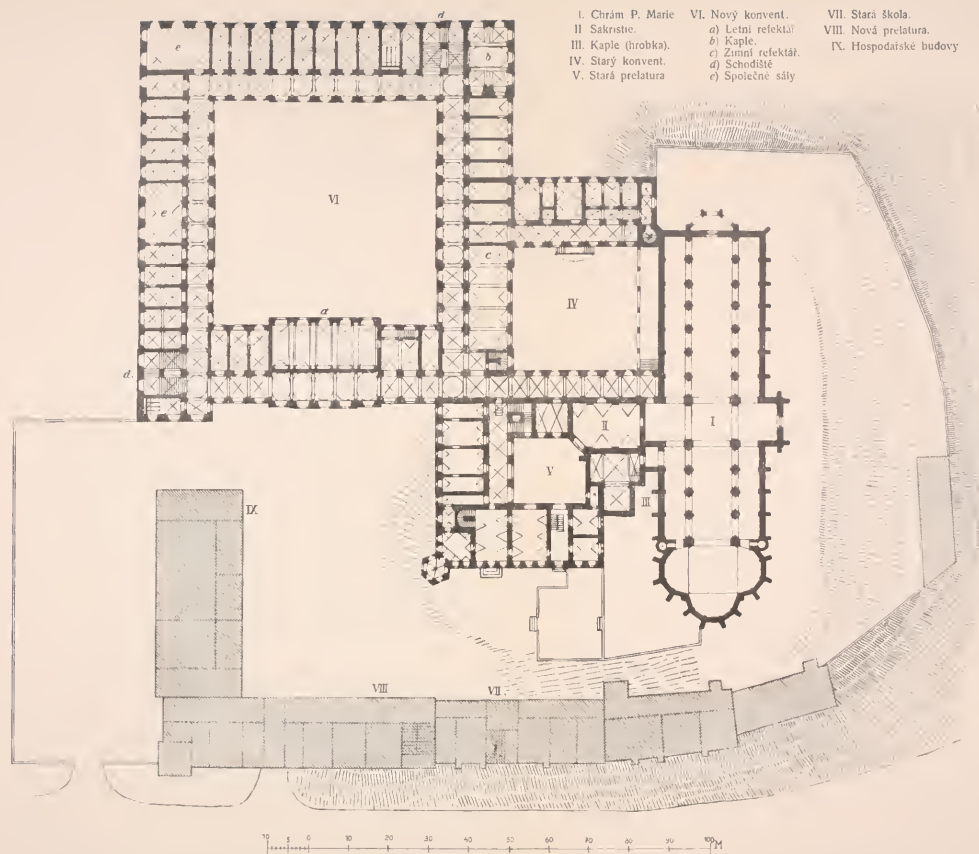 I. Chrám P. Marie
II Sakristie.
III. Kaple (hrobka).
IV. Starý konvent.
V. Stará prelatura
VI. Nový konvent.
a) Letní refektář
b) Kaple.
c) Zimní refektář.
d) Schodiště
e) Společné sály
VII. Stará škola.
VIII. Nová prelatura.
IX. Hospodařské budovy
d
e
b
VI
e
c
IV
a
d.
II
I
V
III
IX
VIII
VII.
10 5 0 10 20 30 40 50 60 70 80 90 100M